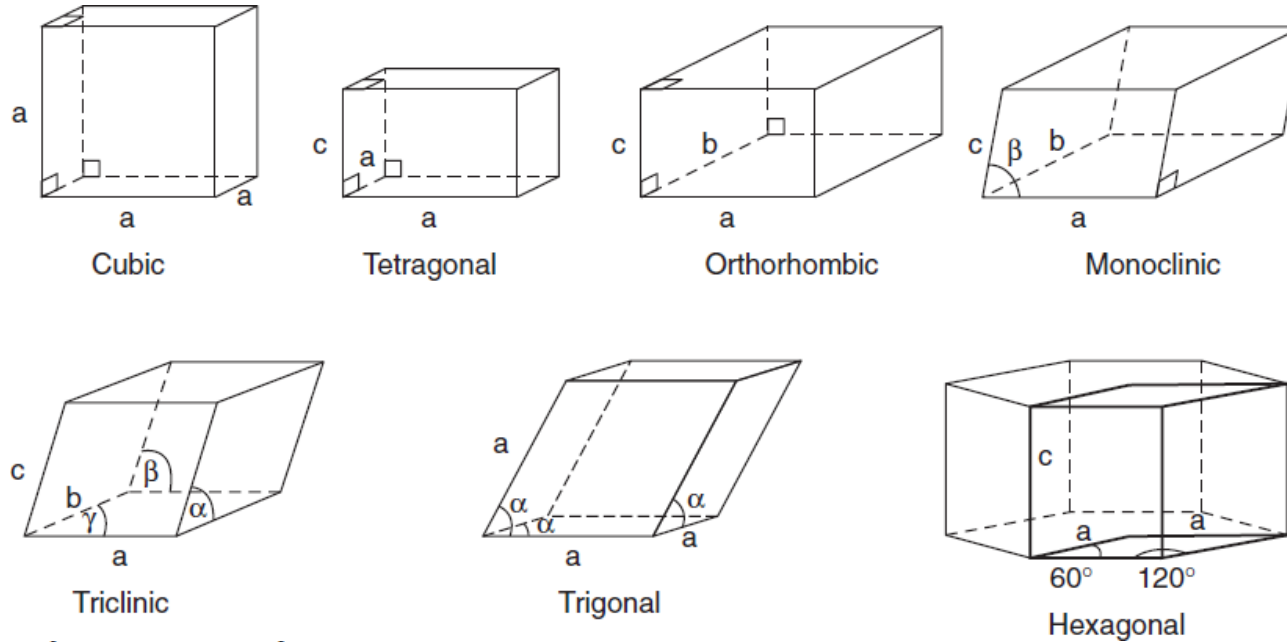 a
a
a
Cubic
c
a
a
Tetragonal
c
b
a
Orthorhombic
c
β
b
a
Monoclinic
c
b
γ
β
α
a
Triclinic
a
α
α
α
a
a
Trigonal
c
a
a
60° 120°
Hexagonal